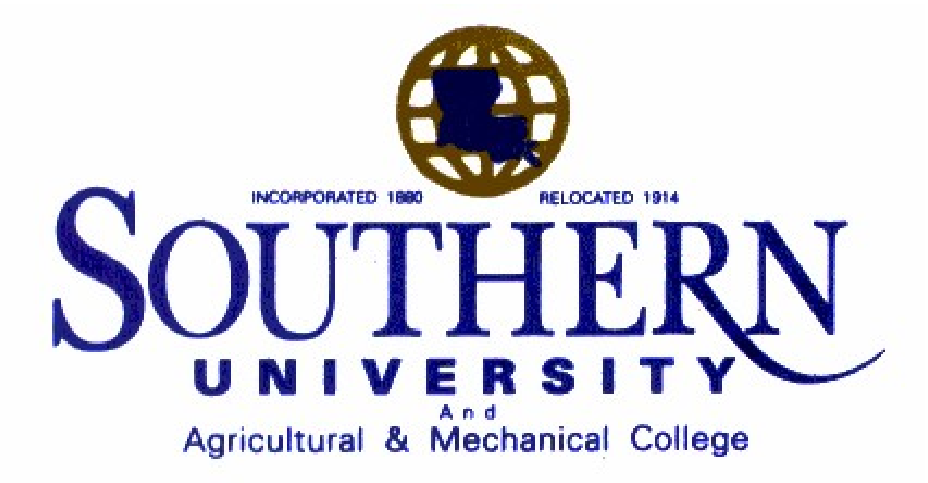 INCORPORATED 1880 RELOCATED 1914
SOUTHERN
UNIVERSITY
And
Agricultural & Mechanical College